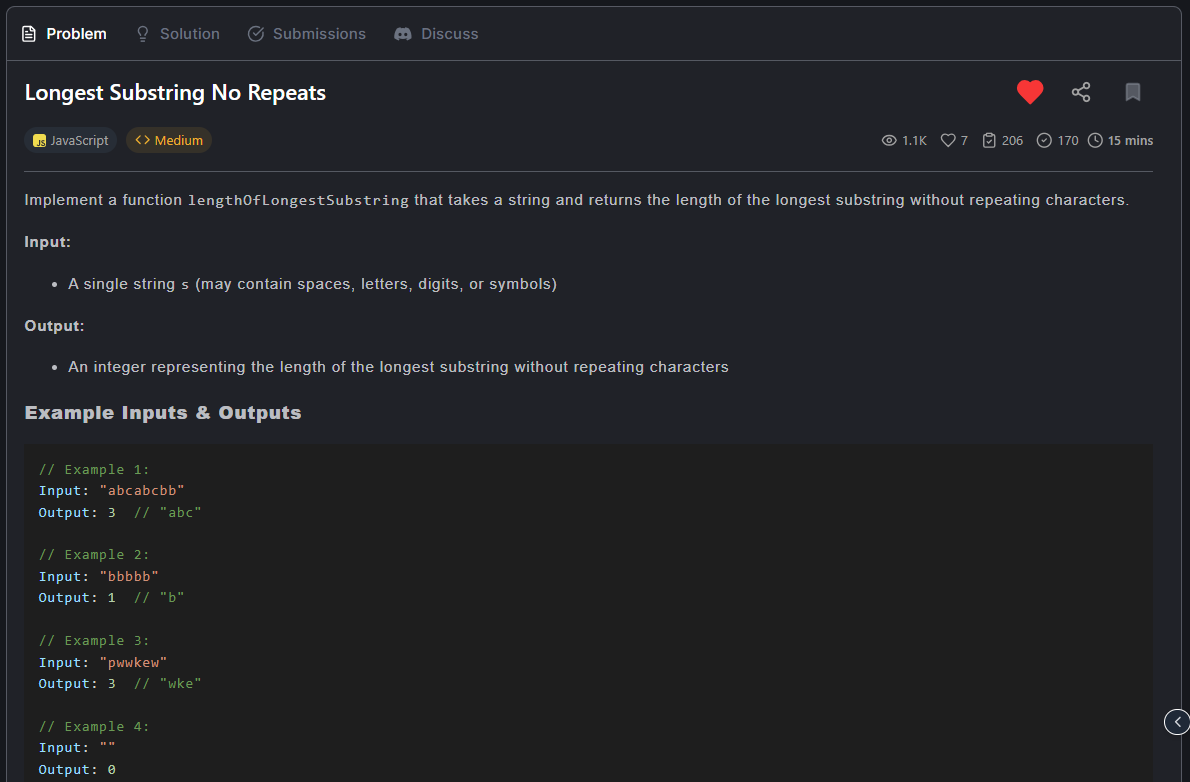 Problem Solution Submissions Discuss
Longest Substring No Repeats
JS JavaScript <> Medium 1.1K 7 206 170 15 mins
Implement a function lengthOfLongestSubstring that takes a string and returns the length of the longest substring without repeating characters.
Input:
• A single string s (may contain spaces, letters, digits, or symbols)
Output:
• An integer representing the length of the longest substring without repeating characters
Example Inputs & Outputs
// Example 1:
Input: "abcabcbb"
Output: 3  // "abc"
// Example 2:
Input: "bbbbb"
Output: 1  // "b"
// Example 3:
Input: "pwwkew"
Output: 3  // "wke"
// Example 4:
Input: ""
Output: 0